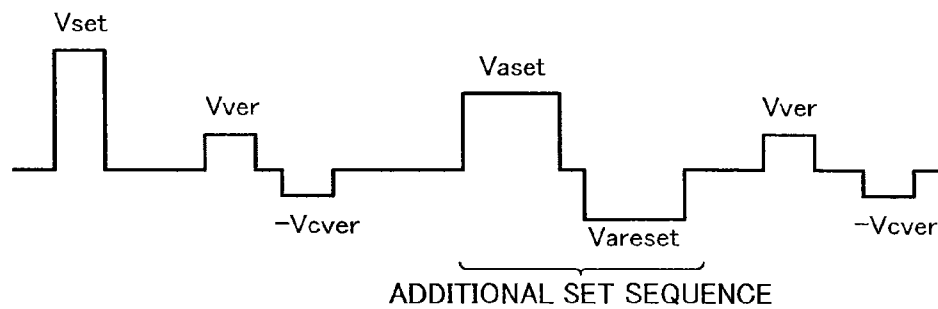 Vset
Vver
-Vcver
Vaset
Vareset
Vver
-Vcver
ADDITIONAL SET SEQUENCE